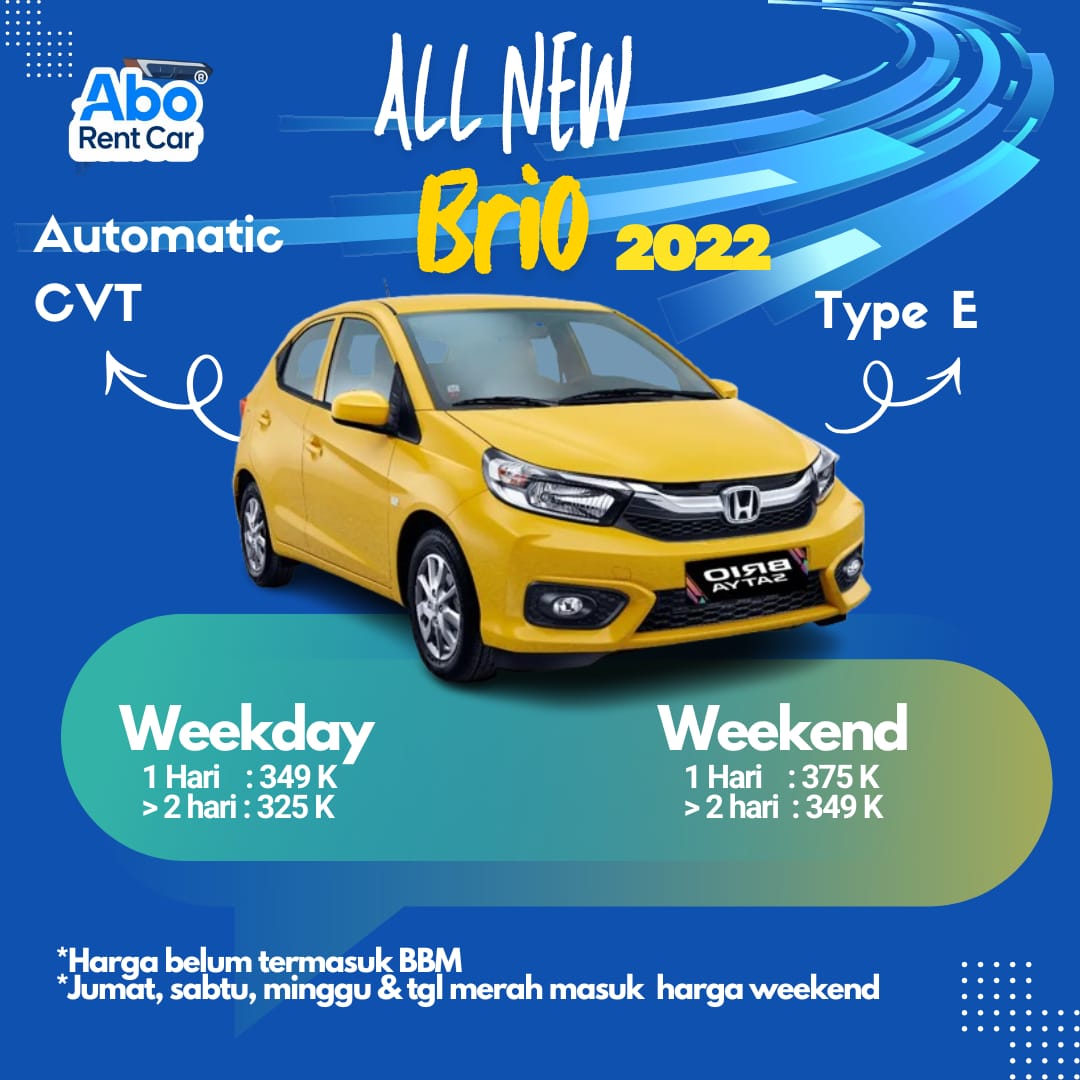 Abo®
Rent Car
ALL NEW
BriO 2022
Automatic
CVT
Type E
BRIO
SATYA
Weekday
1 Hari : 349 K
> 2 hari : 325 K
Weekend
1 Hari : 375 K
> 2 hari : 349 K
*Harga belum termasuk BBM
*Jumat, sabtu, minggu & tgl merah masuk harga weekend